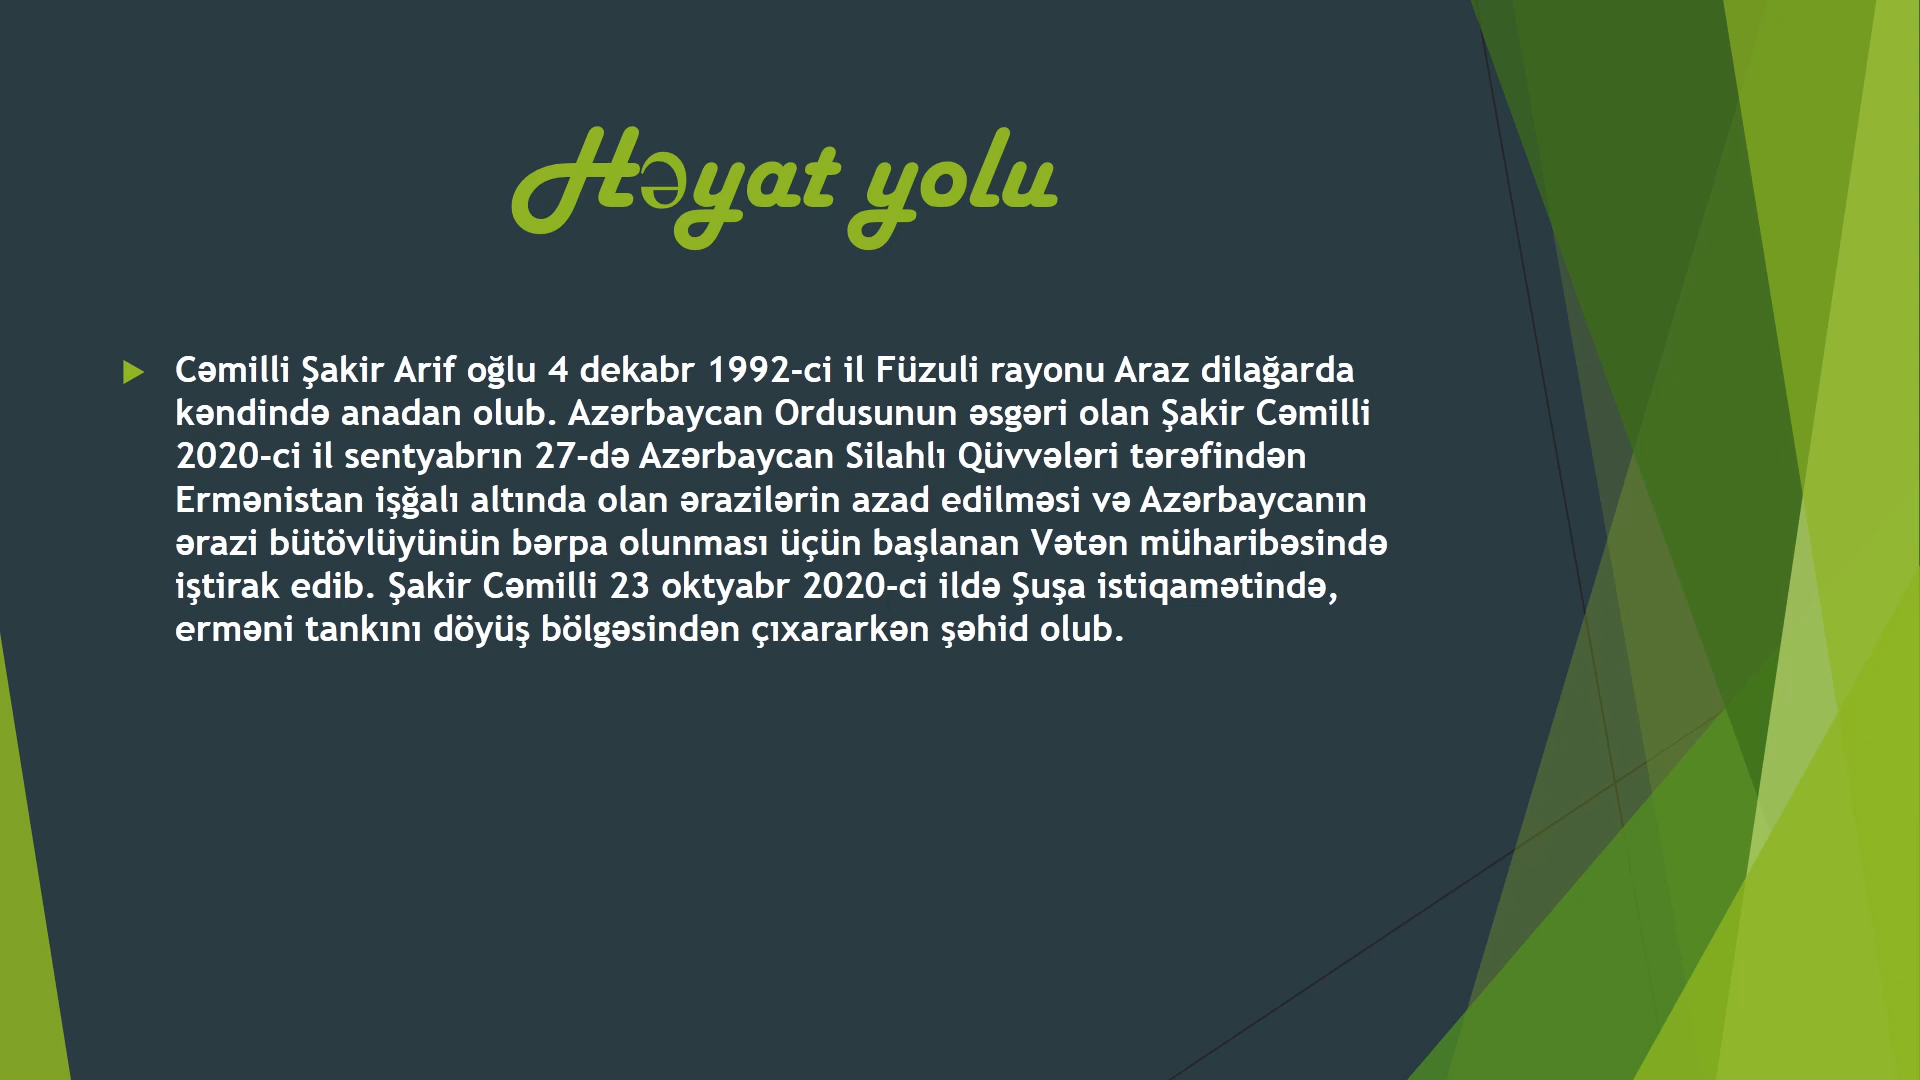 Həyat yolu
Cəmilli Şakir Arif oğlu 4 dekabr 1992-ci il Füzuli rayonu Araz dilağarda
kəndində anadan olub. Azərbaycan Ordusunun əsgəri olan Şakir Cəmilli
2020-ci il sentyabrın 27-də Azərbaycan Silahlı Qüvvələri tərəfindən
Ermənistan işğalı altında olan ərazilərin azad edilməsi və Azərbaycanın
ərazi bütövlüyünün bərpa olunması üçün başlanan Vətən müharibəsində
iştirak edib. Şakir Cəmilli 23 oktyabr 2020-ci ildə Şuşa istiqamətində,
erməni tankını döyüş bölgəsindən çıxararkən şəhid olub.